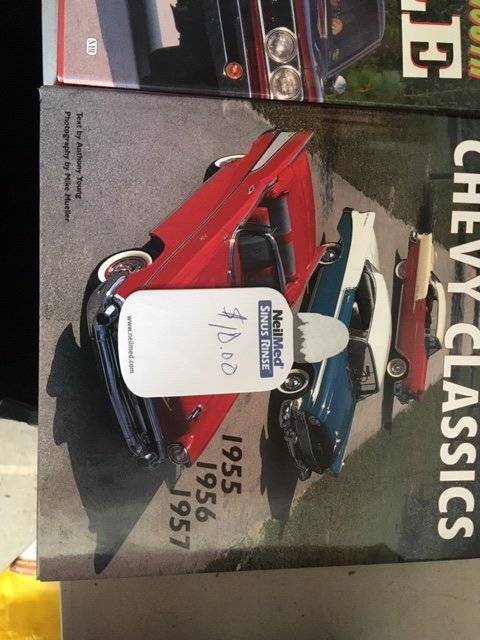 CHEVY CLASSICS
1955
1956
1957
NeilMed®
SINUS RINSE
$10.00
www.neilmed.com
Text by Anthony Young
Photography by Mike Mueller